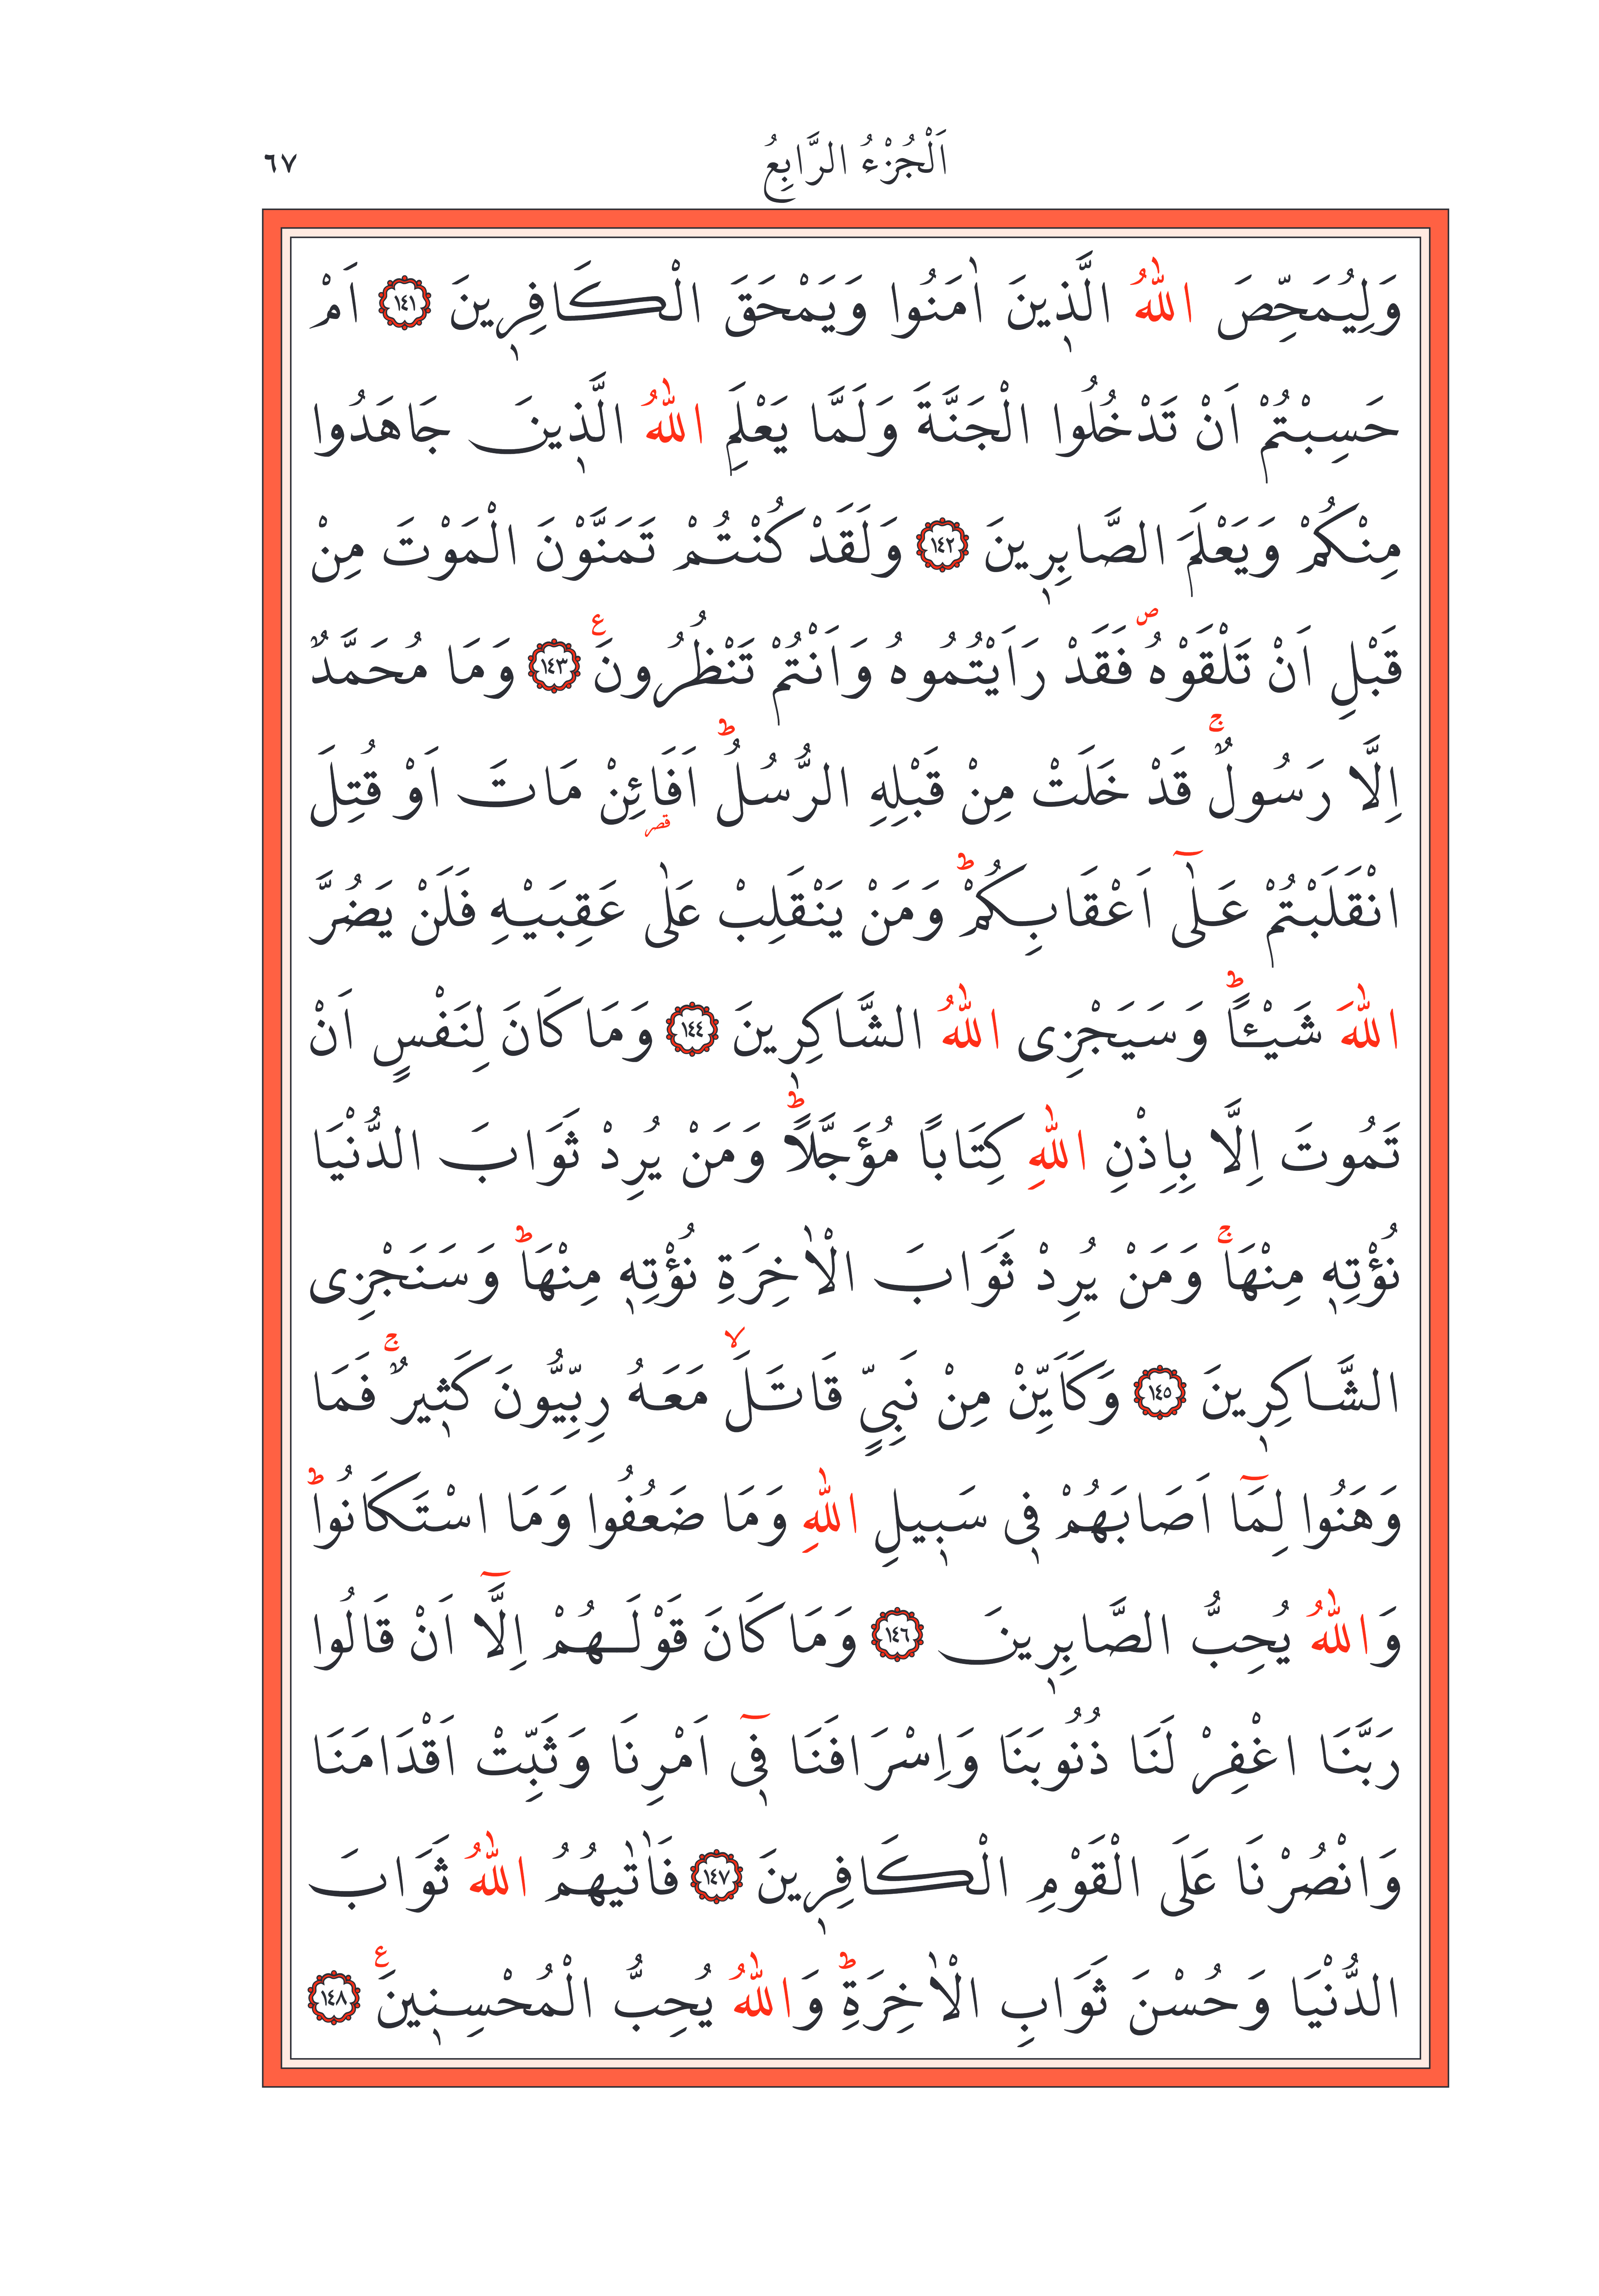 اَلْجُزْءُ الرَّابِعُ ٦٧
وَلِيُمَحِّصَ اللّٰهُ الَّذ۪ينَ اٰمَنُوا وَيَمْحَقَ الْكَافِر۪ينَ ﴿١٤١﴾ اَمْ
حَسِبْتُمْ اَنْ تَدْخُلُوا الْجَنَّةَ وَلَمَّا يَعْلَمِ اللّٰهُ الَّذ۪ينَ جَاهَدُوا
مِنْكُمْ وَيَعْلَمَ الصَّابِر۪ينَ ﴿١٤٢﴾ وَلَقَدْ كُنْتُمْ تَمَنَّوْنَ الْمَوْتَ مِنْ
قَبْلِ اَنْ تَلْقَوْهُۖ فَقَدْ رَاَيْتُمُوهُ وَاَنْتُمْ تَنْظُرُونَ ع ﴿١٤٣﴾ وَمَا مُحَمَّدٌ
اِلَّا رَسُولٌۚ قَدْ خَلَتْ مِنْ قَبْلِهِ الرُّسُلُۜ اَفَا۬ئِنْ مَاتَ اَوْ قُتِلَ
انْقَلَبْتُمْ عَلٰٓى اَعْقَابِكُمْۜ وَمَنْ يَنْقَلِبْ عَلٰى عَقِبَيْهِ فَلَنْ يَضُرَّ
اللّٰهَ شَيْـًٔاۜ وَسَيَجْزِى اللّٰهُ الشَّاكِر۪ينَ ﴿١٤٤﴾ وَمَا كَانَ لِنَفْسٍ اَنْ
تَمُوتَ اِلَّا بِاِذْنِ اللّٰهِ كِتَابًا مُؤَجَّلًاۜ وَمَنْ يُرِدْ ثَوَابَ الدُّنْيَا
نُؤْتِه۪ مِنْهَاۚ وَمَنْ يُرِدْ ثَوَابَ الْاٰخِرَةِ نُؤْتِه۪ مِنْهَاۜ وَسَنَجْزِى
الشَّاكِر۪ينَ ﴿١٤٥﴾ وَكَاَيِّنْ مِنْ نَبِيٍّ قَاتَلَۙ مَعَهُ رِبِّيُّونَ كَث۪يرٌۚ فَمَا
وَهَنُوا لِمَٓا اَصَابَهُمْ ف۪ى سَب۪يلِ اللّٰهِ وَمَا ضَعُفُوا وَمَا اسْتَكَانُواۜ
وَاللّٰهُ يُحِبُّ الصَّابِر۪ينَ ﴿١٤٦﴾ وَمَا كَانَ قَوْلَهُمْ اِلَّٓا اَنْ قَالُوا
رَبَّنَا اغْفِرْ لَنَا ذُنُوبَنَا وَاِسْرَافَنَا ف۪ٓى اَمْرِنَا وَثَبِّتْ اَقْدَامَنَا
وَانْصُرْنَا عَلَى الْقَوْمِ الْكَافِر۪ينَ ﴿١٤٧﴾ فَاٰتٰيهُمُ اللّٰهُ ثَوَابَ
الدُّنْيَا وَحُسْنَ ثَوَابِ الْاٰخِرَةِۜ وَاللّٰهُ يُحِبُّ الْمُحْسِن۪ينَ ع ﴿١٤٨﴾